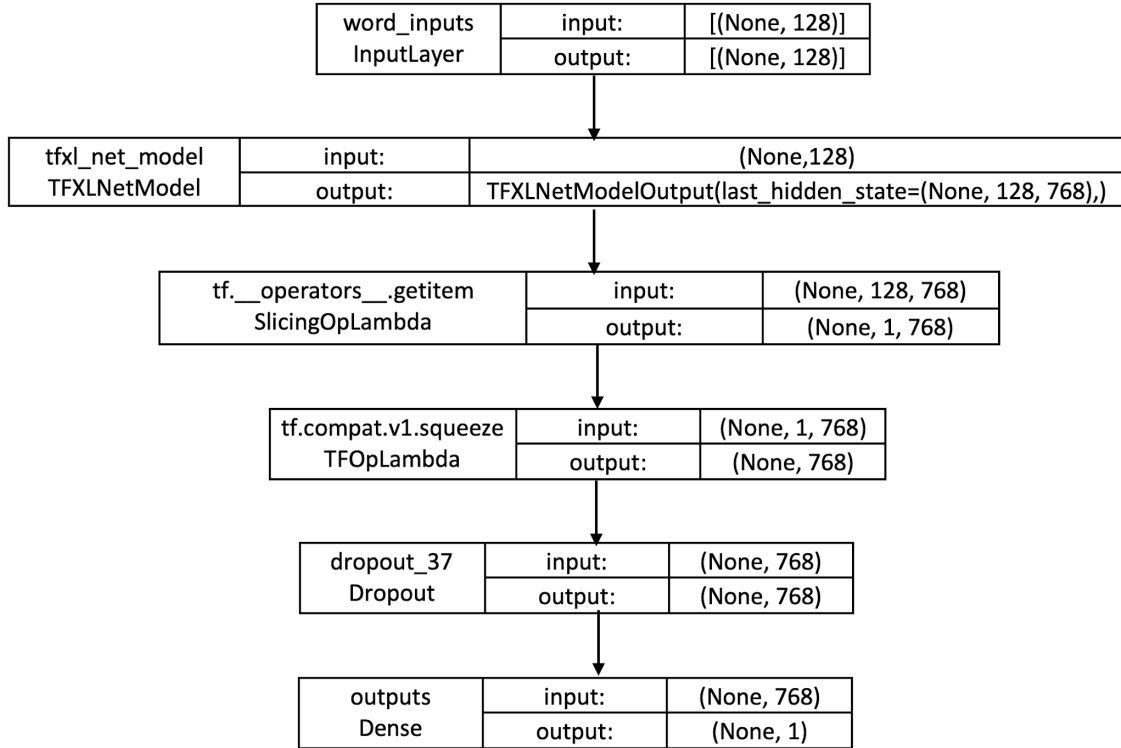 word_inputs
InputLayer
input:
[(None, 128)]
output:
[(None, 128)]
tfxl_net_model
TFXLNetModel
input:
(None,128)
output:
TFXLNetModelOutput(last_hidden_state=(None, 128, 768),)
tf.__operators__.getitem
SlicingOpLambda
input:
(None, 128, 768)
output:
(None, 1, 768)
tf.compat.v1.squeeze
TFOpLambda
input:
(None, 1, 768)
output:
(None, 768)
dropout_37
Dropout
input:
(None, 768)
output:
(None, 768)
outputs
Dense
input:
(None, 768)
output:
(None, 1)